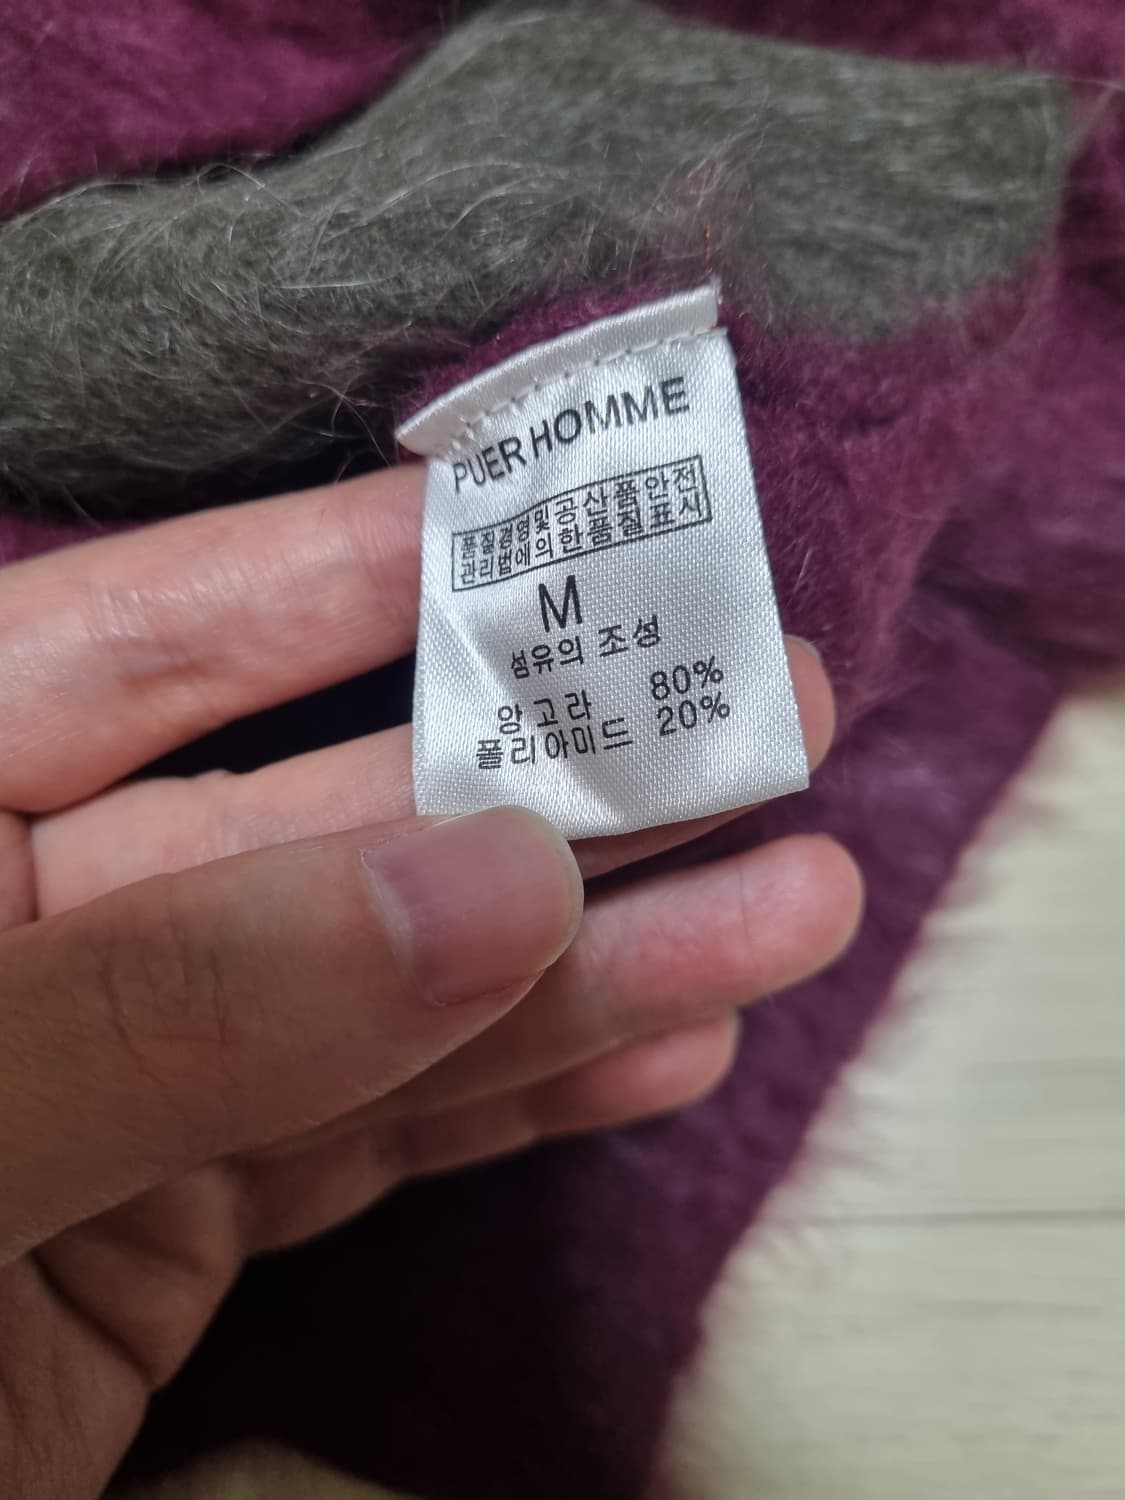 PUER HOMME
품질경영및공산품안전
관리법에의한품질표시
M
섬유의 조성
앙고라 80%
폴리아미드 20%